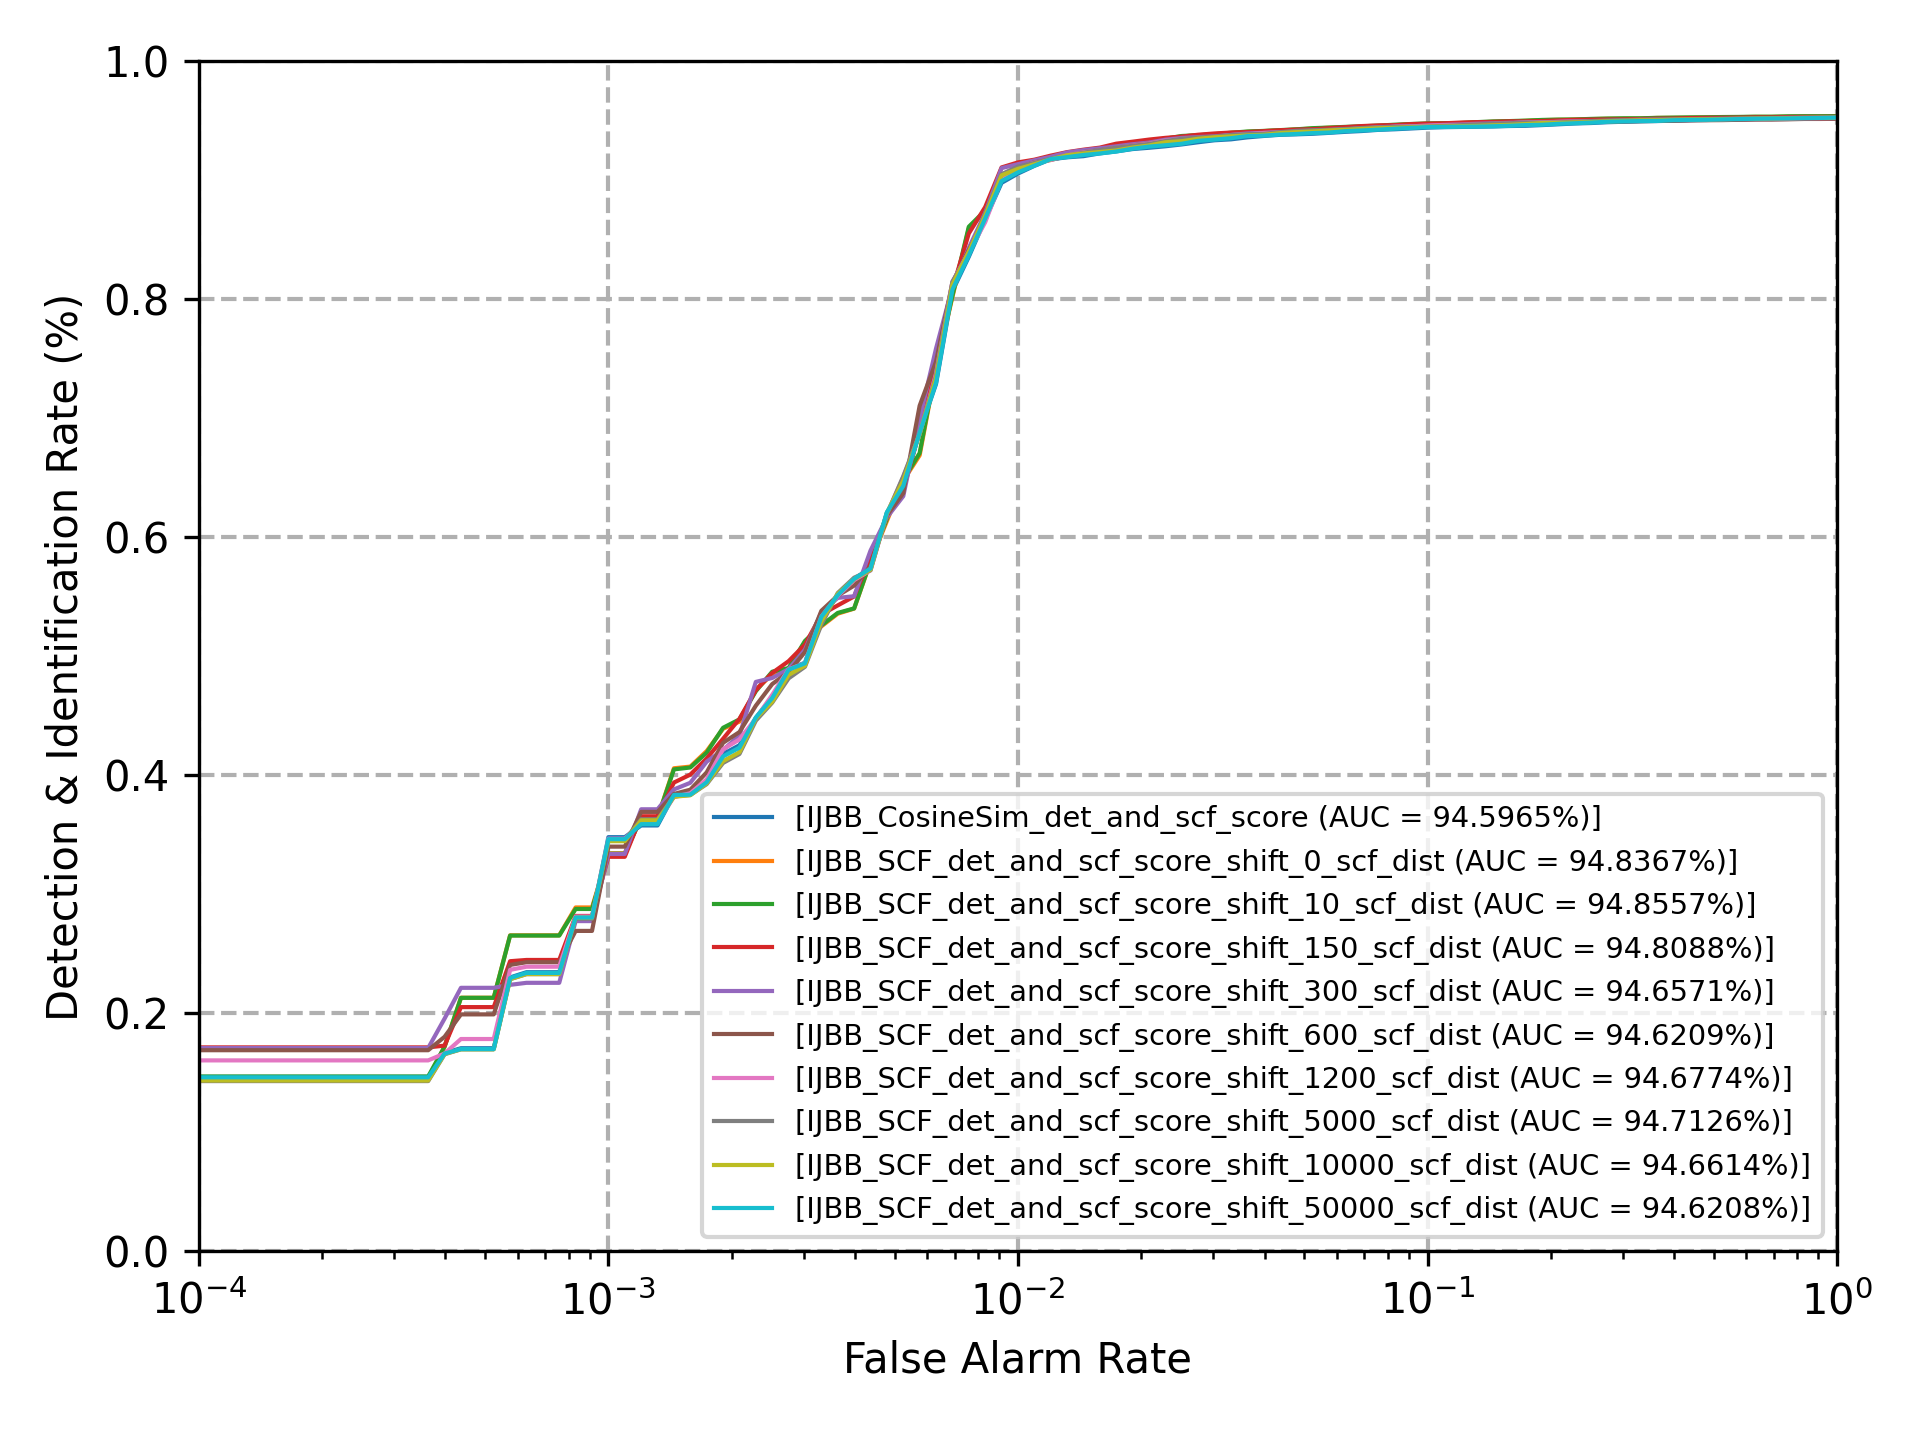 1.0
0.8
0.6
0.4
0.2
0.0
Detection & Identification Rate (%)
[IJBB_CosineSim_det_and_scf_score (AUC = 94.5965%)]
[IJBB_SCF_det_and_scf_score_shift_0_scf_dist (AUC = 94.8367%)]
[IJBB_SCF_det_and_scf_score_shift_10_scf_dist (AUC = 94.8557%)]
[IJBB_SCF_det_and_scf_score_shift_150_scf_dist (AUC = 94.8088%)]
[IJBB_SCF_det_and_scf_score_shift_300_scf_dist (AUC = 94.6571%)]
[IJBB_SCF_det_and_scf_score_shift_600_scf_dist (AUC = 94.6209%)]
[IJBB_SCF_det_and_scf_score_shift_1200_scf_dist (AUC = 94.6774%)]
[IJBB_SCF_det_and_scf_score_shift_5000_scf_dist (AUC = 94.7126%)]
[IJBB_SCF_det_and_scf_score_shift_10000_scf_dist (AUC = 94.6614%)]
[IJBB_SCF_det_and_scf_score_shift_50000_scf_dist (AUC = 94.6208%)]
10⁻⁴ 10⁻³ 10⁻² 10⁻¹ 10⁰
False Alarm Rate